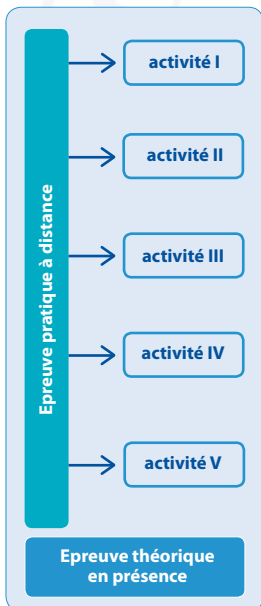 Epreuve pratique à distance
activité I
activité II
activité III
activité IV
activité V
Epreuve théorique
en présence